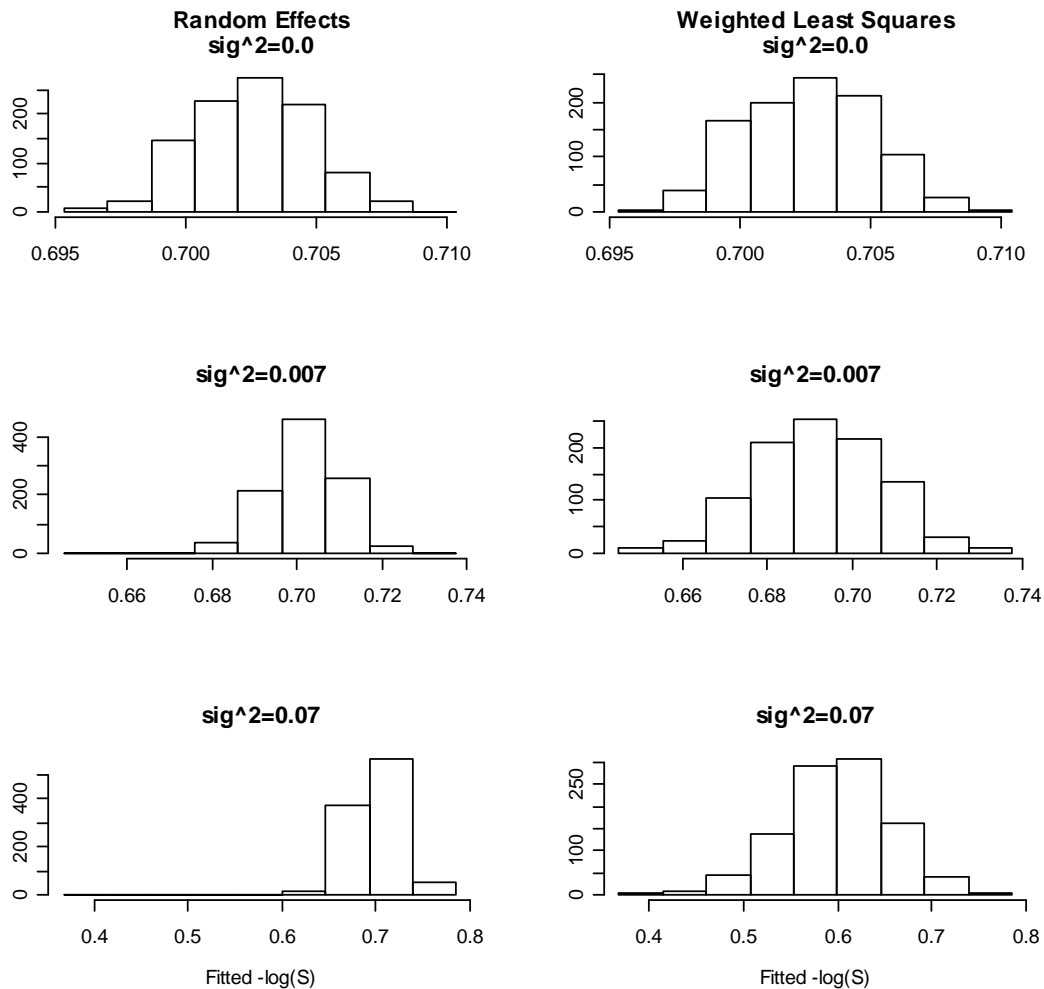 Random Effects
sig^2=0.0
0 100 200
0.695 0.700 0.705 0.710
Weighted Least Squares
sig^2=0.0
0 100 200
0.695 0.700 0.705 0.710
sig^2=0.007
0 200 400
0.66 0.68 0.70 0.72 0.74
sig^2=0.007
0 100 200
0.66 0.68 0.70 0.72 0.74
sig^2=0.07
0 200 400
0.4 0.5 0.6 0.7 0.8
Fitted -log(S)
sig^2=0.07
0 100 250
0.4 0.5 0.6 0.7 0.8
Fitted -log(S)